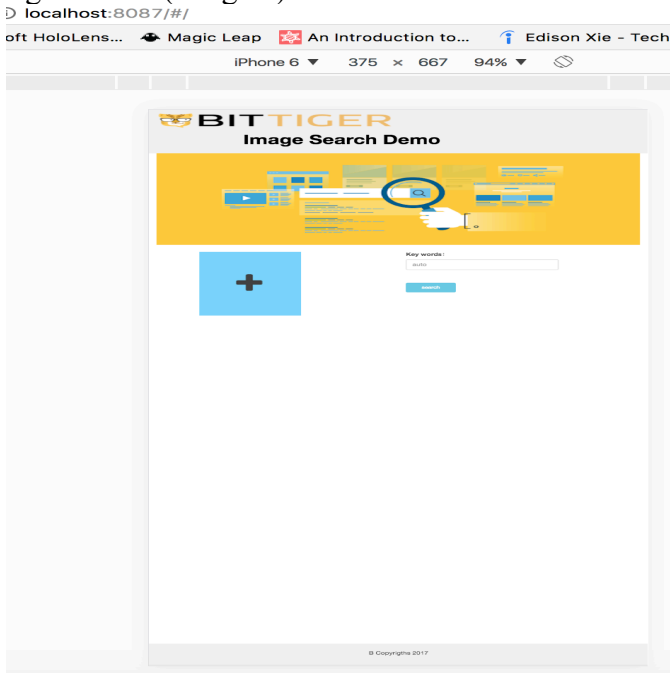 localhost:8087/#/
oft HoloLens... Magic Leap An Introduction to... Edison Xie - Tech
iPhone 6 ▼ 375 × 667 94% ▼
BITTIGER
Image Search Demo
Key words:
auto
search
B Copyrigths 2017